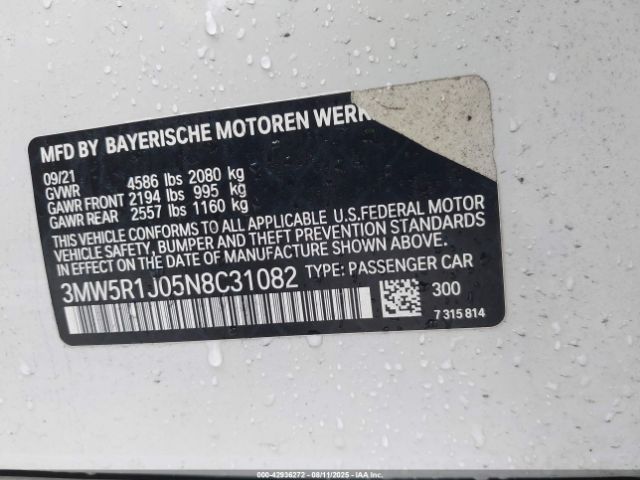 MFD BY BAYERISCHE MOTOREN WERK
09/21
GVWR 4586 lbs 2080 kg
GAWR FRONT 2194 lbs 995 kg
GAWR REAR 2557 lbs 1160 kg
THIS VEHICLE CONFORMS TO ALL APPLICABLE U.S.FEDERAL MOTOR
VEHICLE SAFETY, BUMPER AND THEFT PREVENTION STANDARDS
IN EFFECT ON THE DATE OF MANUFACTURE SHOWN ABOVE.
3MW5R1J05N8C31082 TYPE: PASSENGER CAR
300
7 315 814
000-42936272 - 08/11/2025 - © IAA Inc.